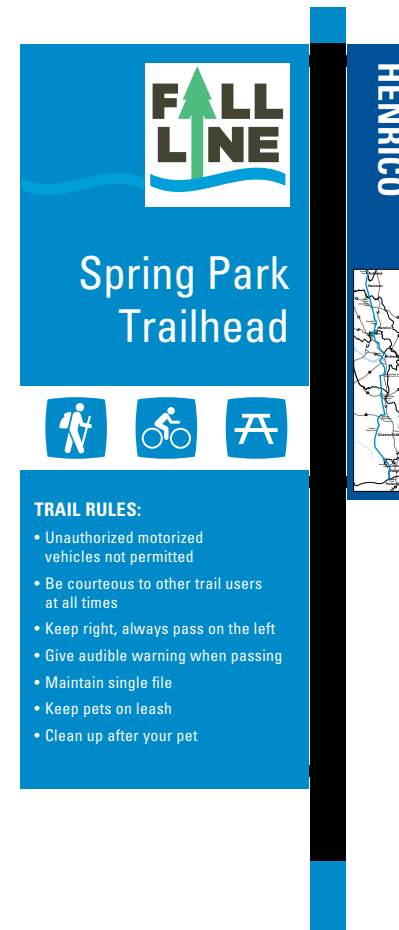 FALL
LINE
Spring Park
Trailhead
TRAIL RULES:
• Unauthorized motorized
vehicles not permitted
• Be courteous to other trail users
at all times
• Keep right, always pass on the left
• Give audible warning when passing
• Maintain single file
• Keep pets on leash
• Clean up after your pet
HENRICO